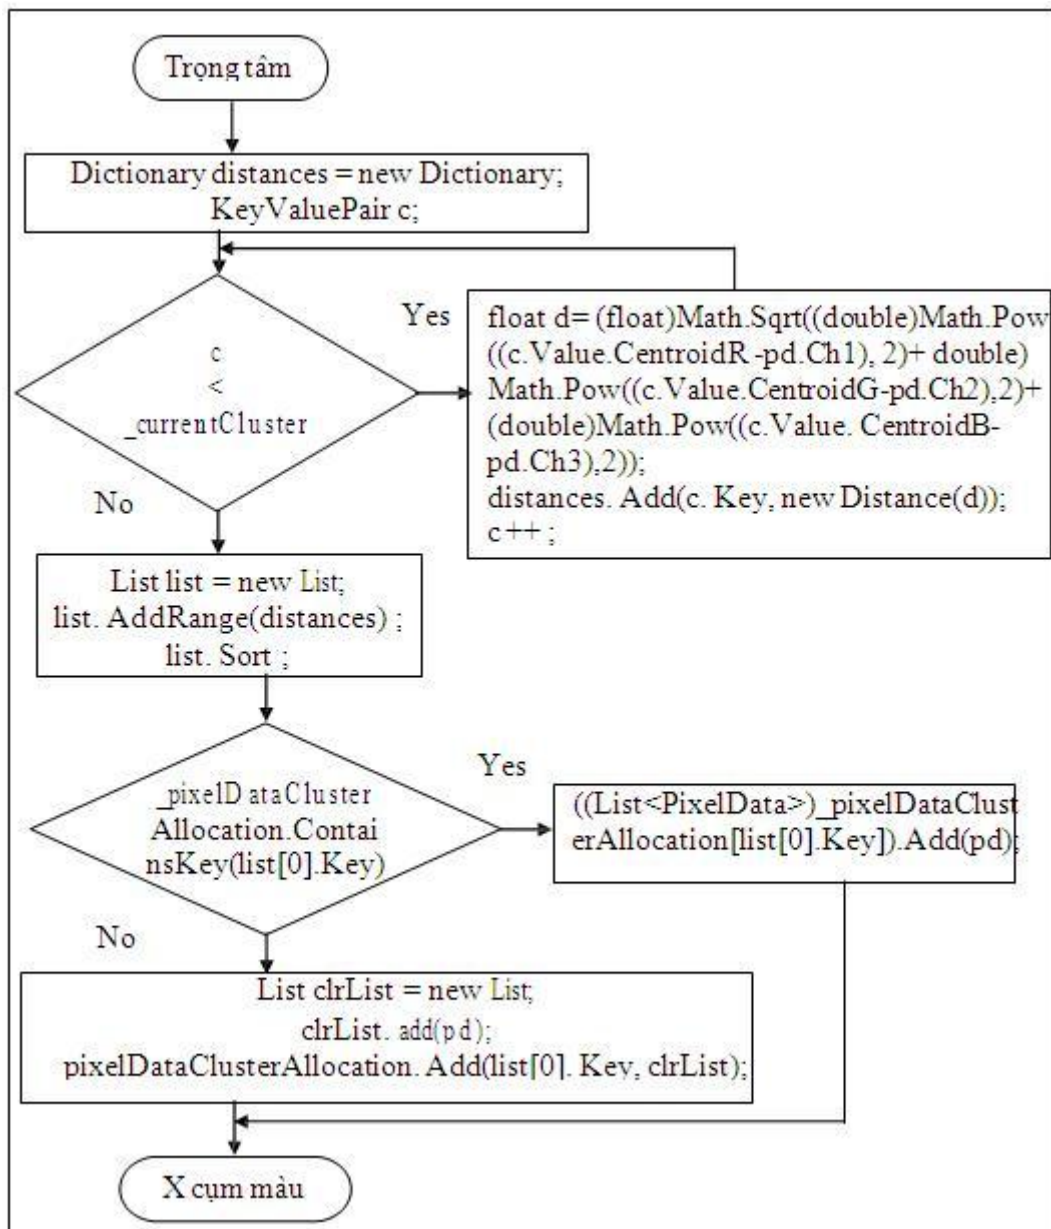 Trọng tâm
Dictionary distances = new Dictionary;
KeyValuePair c;
Yes
c
<
_currentCluster
float d= (float)Math.Sqrt((double)Math.Pow
((c.Value.CentroidR -pd.Ch1), 2)+ double)
Math.Pow((c.Value.CentroidG-pd.Ch2),2)+
(double)Math.Pow((c.Value. CentroidB-
pd.Ch3),2));
distances. Add(c. Key, new Distance(d));
c ++ ;
No
List list = new List;
list. AddRange(distances) ;
list. Sort ;
Yes
_pixelDataCluster
Allocation.Contai
nsKey(list[0].Key)
((List<PixelData>)_pixelDataClust
erAllocation[list[0].Key]).Add(pd);
No
List clrList = new List;
clrList. add(pd);
pixelDataClusterAllocation. Add(list[0]. Key, clrList);
X cụm màu